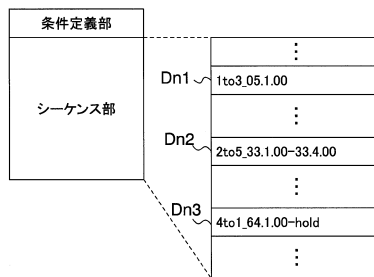 条件定義部
シーケンス部
⋮
Dn1 1to3_05.1.00
⋮
Dn2 2to5_33.1.00-33.4.00
⋮
Dn3 4to1_64.1.00-hold
⋮